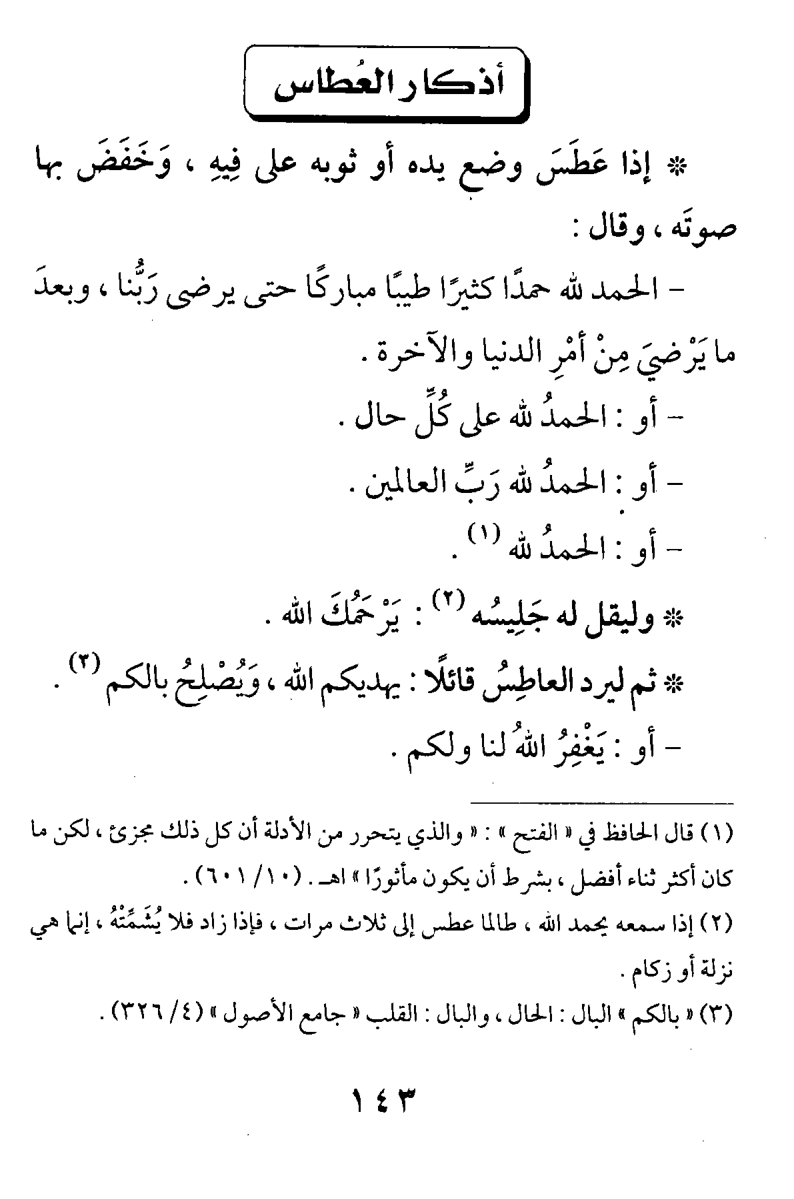 أذكار العُطاس
* إذا عَطَسَ وضع يده أو ثوبه على فِيهِ ، وَخَفَضَ بها
صوتَه ، وقال :
– الحمد لله حمدًا كثيرًا طيبًا مباركًا حتى يرضى رَبُّنا ، وبعدَ
ما يَرْضيَ مِنْ أمْرِ الدنيا والآخرة .
– أو : الحمدُ لله على كُلِّ حال .
– أو : الحمدُ لله رَبِّ العالمين .
– أو : الحمدُ لله (١) .
* وليقل له جَلِيسُه (٢) : يَرْحَمُكَ الله .
* ثم ليرد العاطِسُ قائلًا : يهديكم الله ، وَيُصْلِحُ بالكم (٣) .
– أو : يَغْفِرُ اللهُ لنا ولكم .
(١) قال الحافظ في « الفتح » : « والذي يتحرر من الأدلة أن كل ذلك مجزئ ، لكن ما
كان أكثر ثناء أفضل ، بشرط أن يكون مأثورًا » اهـ . (١٠/ ٦٠١) .
(٢) إذا سمعه يحمد الله ، طالما عطس إلى ثلاث مرات ، فإذا زاد فلا يُشَمِّتْهُ ، إنما هي
نزلة أو زكام .
(٣) « بالكم » البال : الحال ، والبال : القلب « جامع الأصول » (٤/ ٣٢٦) .
١٤٣